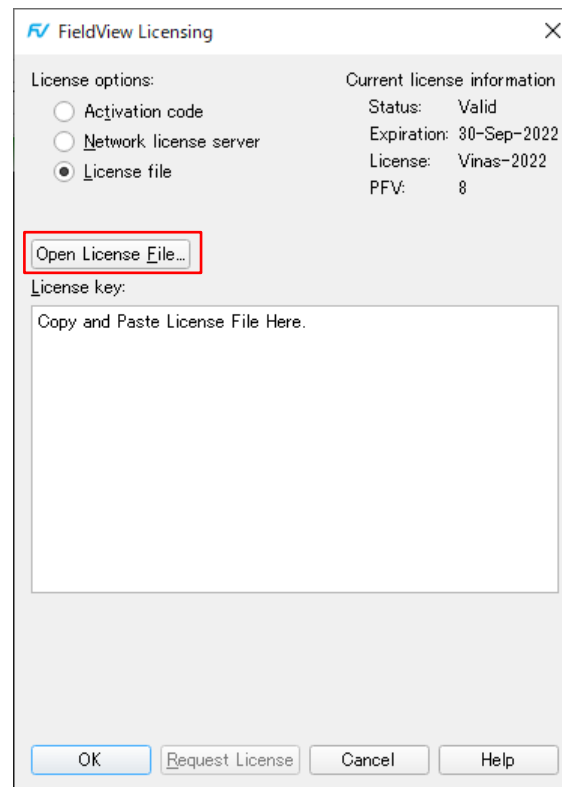 FV FieldView Licensing
License options:
Activation code
Network license server
License file
Current license information
Status: Valid
Expiration: 30-Sep-2022
License: Vinas-2022
PFV: 8
Open License File...
License key:
Copy and Paste License File Here.
OK Request License Cancel Help